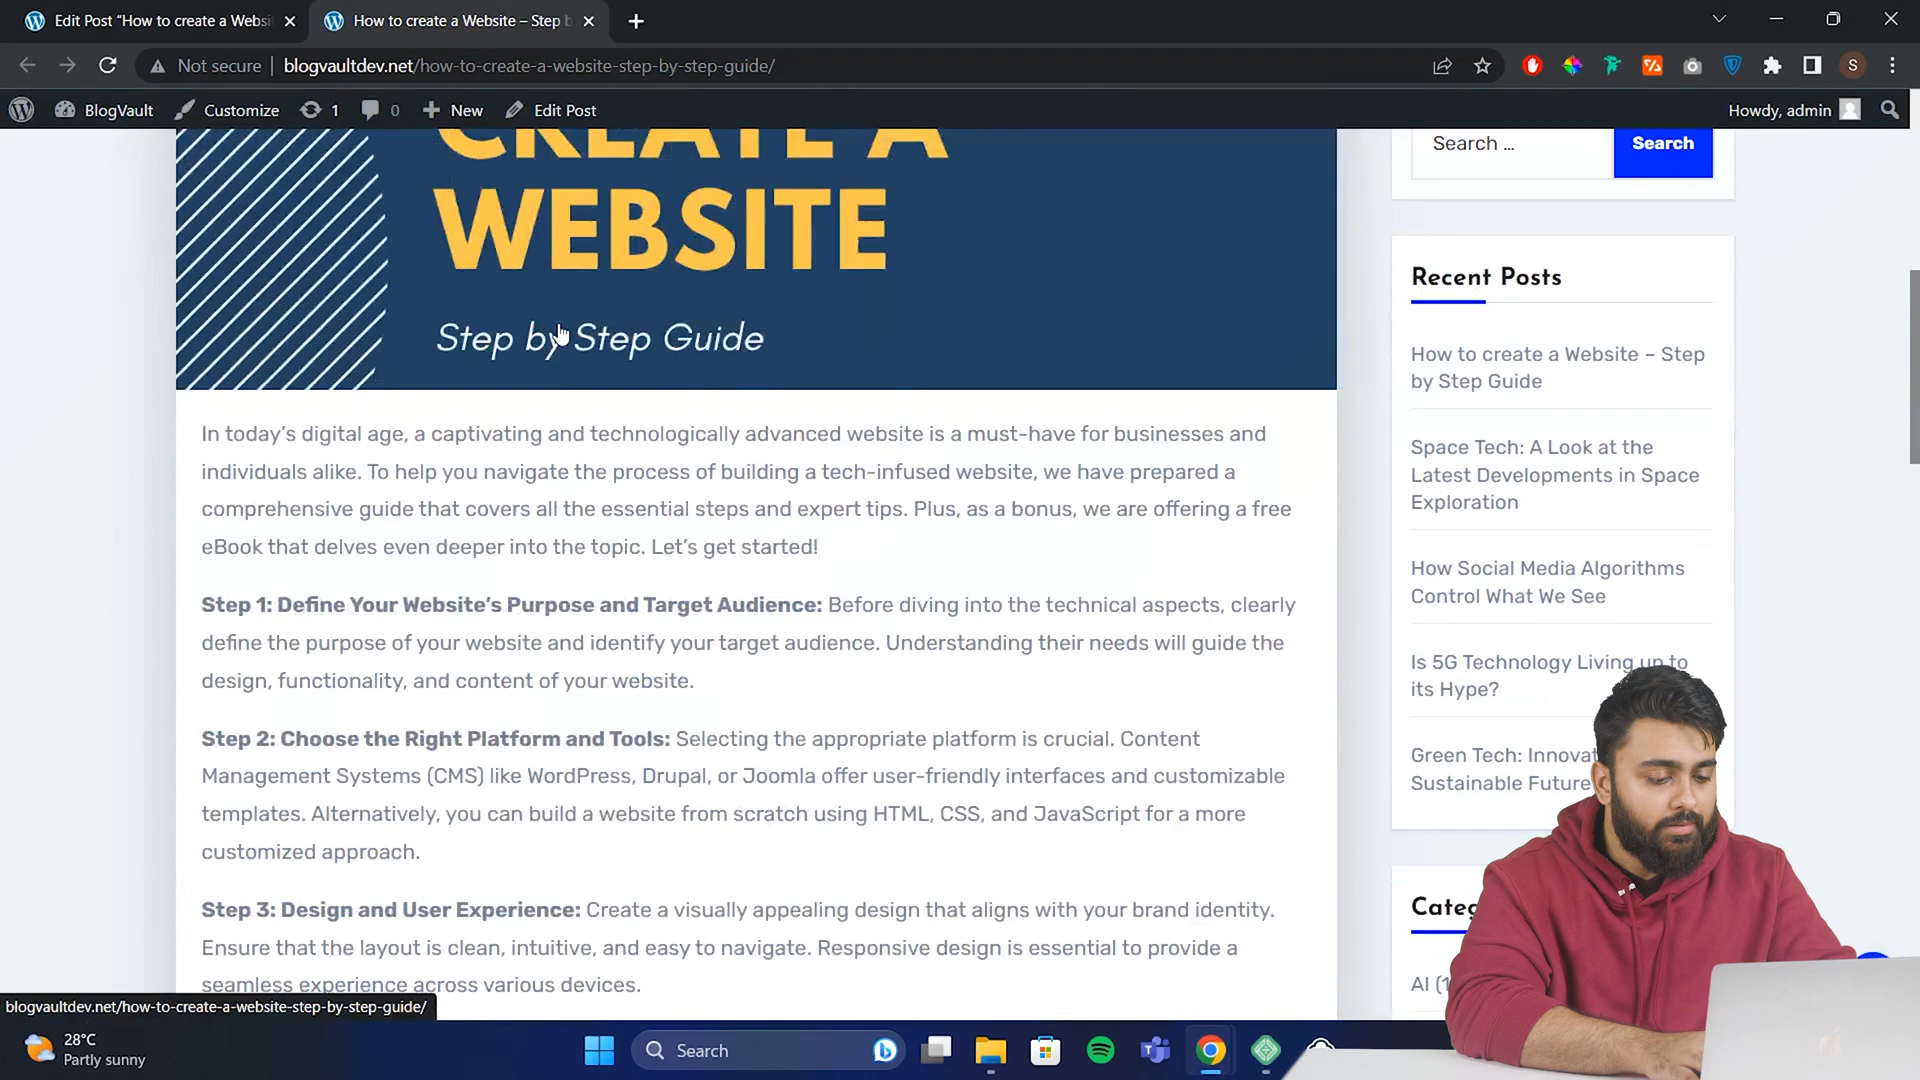 Edit Post “How to create a Websi
How to create a Website – Step b
Not secure
blogvaultdev.net/how-to-create-a-website-step-by-step-guide/
S
BlogVault
Customize
1
0
New
Edit Post
Howdy, admin
CREATE A
WEBSITE
Step by Step Guide
In today’s digital age, a captivating and technologically advanced website is a must-have for businesses and
individuals alike. To help you navigate the process of building a tech-infused website, we have prepared a
comprehensive guide that covers all the essential steps and expert tips. Plus, as a bonus, we are offering a free
eBook that delves even deeper into the topic. Let’s get started!
Step 1: Define Your Website’s Purpose and Target Audience: Before diving into the technical aspects, clearly
define the purpose of your website and identify your target audience. Understanding their needs will guide the
design, functionality, and content of your website.
Step 2: Choose the Right Platform and Tools: Selecting the appropriate platform is crucial. Content
Management Systems (CMS) like WordPress, Drupal, or Joomla offer user-friendly interfaces and customizable
templates. Alternatively, you can build a website from scratch using HTML, CSS, and JavaScript for a more
customized approach.
Step 3: Design and User Experience: Create a visually appealing design that aligns with your brand identity.
Ensure that the layout is clean, intuitive, and easy to navigate. Responsive design is essential to provide a
seamless experience across various devices.
Search …
Search
Recent Posts
How to create a Website – Step
by Step Guide
Space Tech: A Look at the
Latest Developments in Space
Exploration
How Social Media Algorithms
Control What We See
Is 5G Technology Living up to
its Hype?
Green Tech: Innovat
Sustainable Future
Categ
AI (1
blogvaultdev.net/how-to-create-a-website-step-by-step-guide/
28°C
Partly sunny
Search